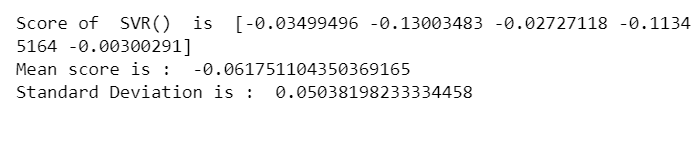 Score of  SVR()  is  [-0.03499496 -0.13003483 -0.02727118 -0.1134
5164 -0.00300291]
Mean score is :  -0.061751104350369165
Standard Deviation is :  0.05038198233334458